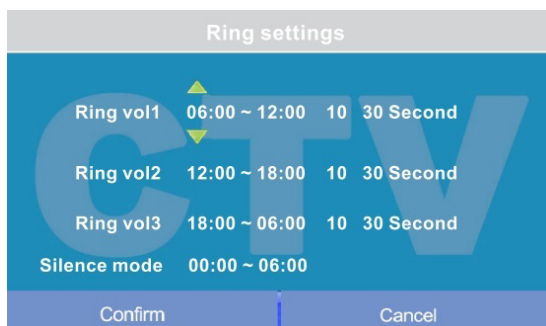 Ring settings
CTV
Ring vol1 06:00 ~ 12:00 10 30 Second
Ring vol2 12:00 ~ 18:00 10 30 Second
Ring vol3 18:00 ~ 06:00 10 30 Second
Silence mode 00:00 ~ 06:00
Confirm Cancel